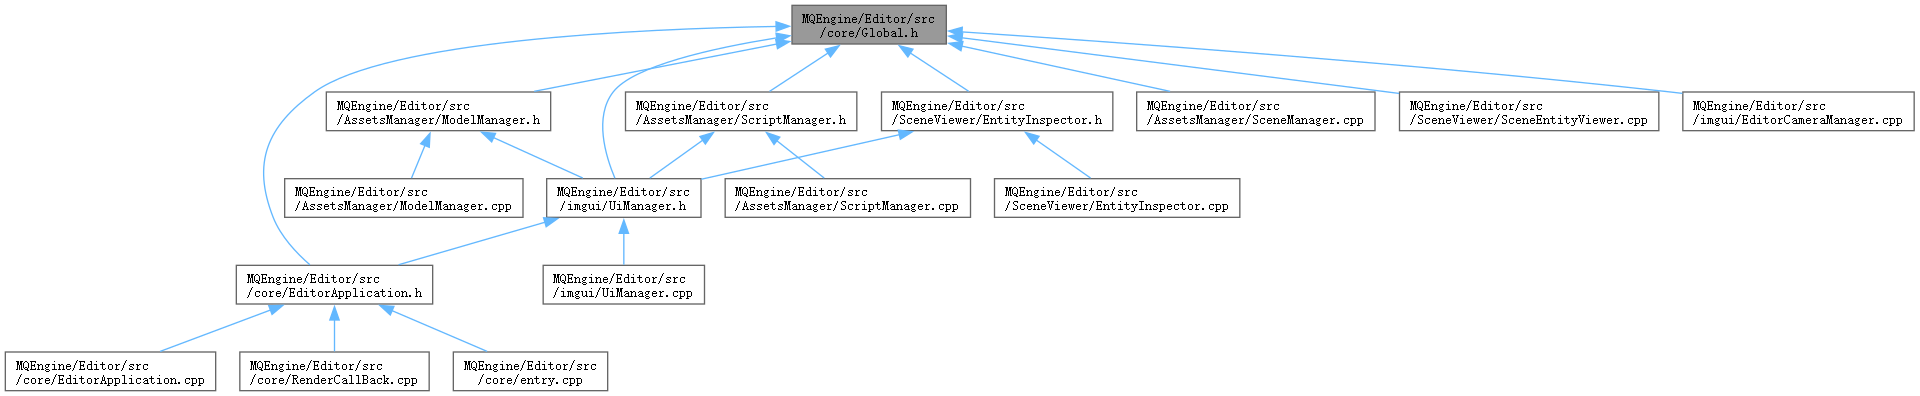 MQEngine/Editor/src
/core/Global.h
MQEngine/Editor/src
/AssetsManager/ModelManager.h
MQEngine/Editor/src
/AssetsManager/ScriptManager.h
MQEngine/Editor/src
/SceneViewer/EntityInspector.h
MQEngine/Editor/src
/AssetsManager/SceneManager.cpp
MQEngine/Editor/src
/SceneViewer/SceneEntityViewer.cpp
MQEngine/Editor/src
/imgui/EditorCameraManager.cpp
MQEngine/Editor/src
/AssetsManager/ModelManager.cpp
MQEngine/Editor/src
/imgui/UiManager.h
MQEngine/Editor/src
/AssetsManager/ScriptManager.cpp
MQEngine/Editor/src
/SceneViewer/EntityInspector.cpp
MQEngine/Editor/src
/core/EditorApplication.h
MQEngine/Editor/src
/imgui/UiManager.cpp
MQEngine/Editor/src
/core/EditorApplication.cpp
MQEngine/Editor/src
/core/RenderCallBack.cpp
MQEngine/Editor/src
/core/entry.cpp